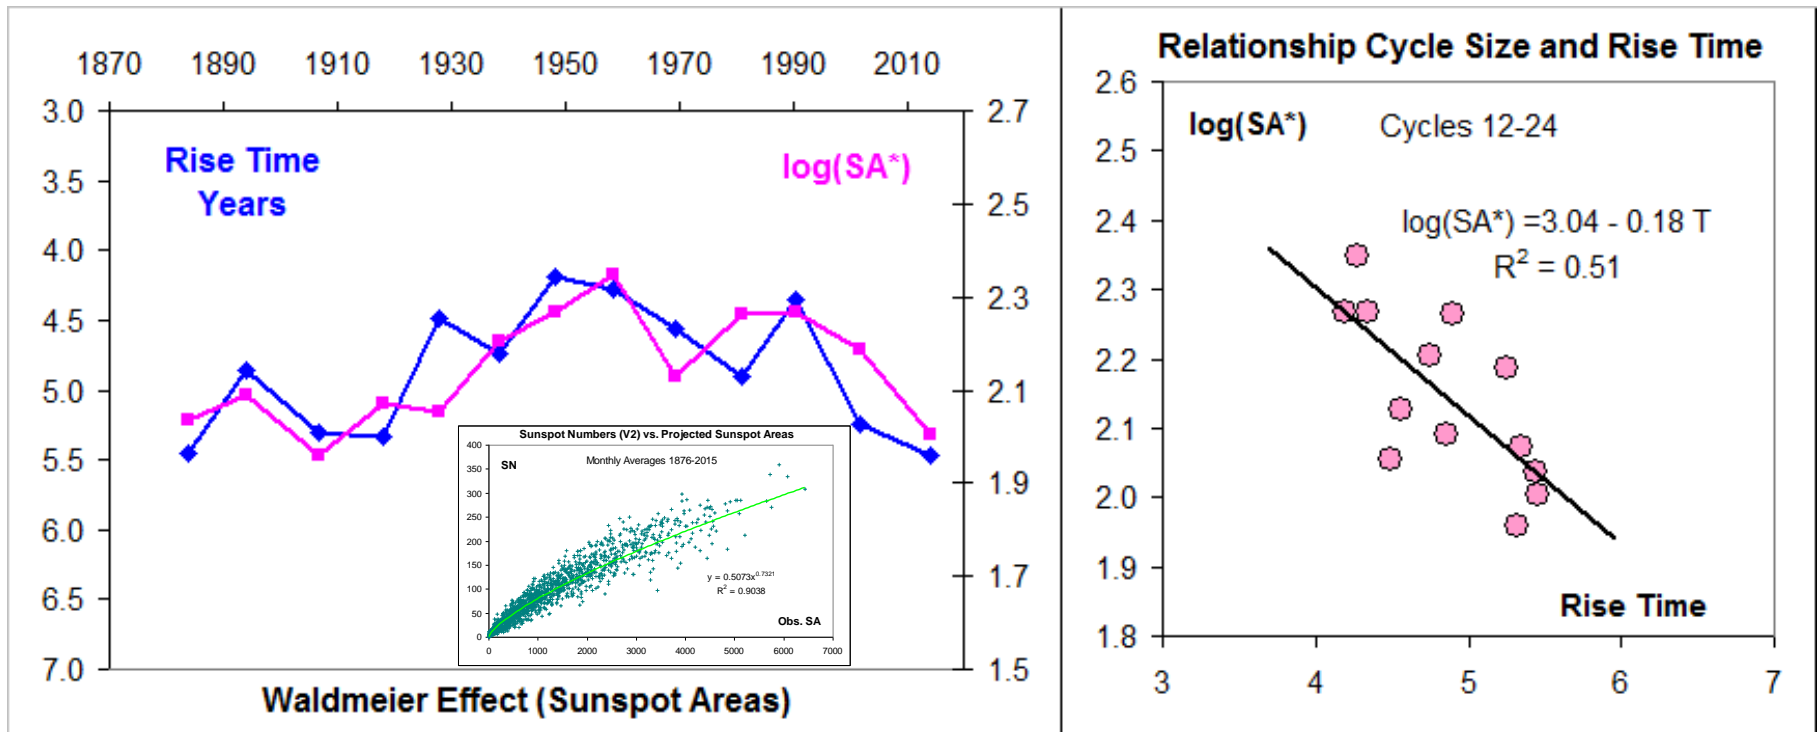 1870 1890 1910 1930 1950 1970 1990 2010
3.0
3.5
4.0
4.5
5.0
5.5
6.0
6.5
7.0
Rise Time
Years
log(SA*)
2.7
2.5
2.3
2.1
1.9
1.7
1.5
Sunspot Numbers (V2) vs. Projected Sunspot Areas
400
350
300
250
200
150
100
50
0
SN
Monthly Averages 1876-2015
y = 0.5073x^0.7321
R² = 0.9038
Obs. SA
0 1000 2000 3000 4000 5000 6000 7000
Waldmeier Effect (Sunspot Areas)
Relationship Cycle Size and Rise Time
2.6
2.5
2.4
2.3
2.2
2.1
2.0
1.9
1.8
log(SA*) Cycles 12-24
log(SA*) =3.04 - 0.18 T
R² = 0.51
Rise Time
3 4 5 6 7